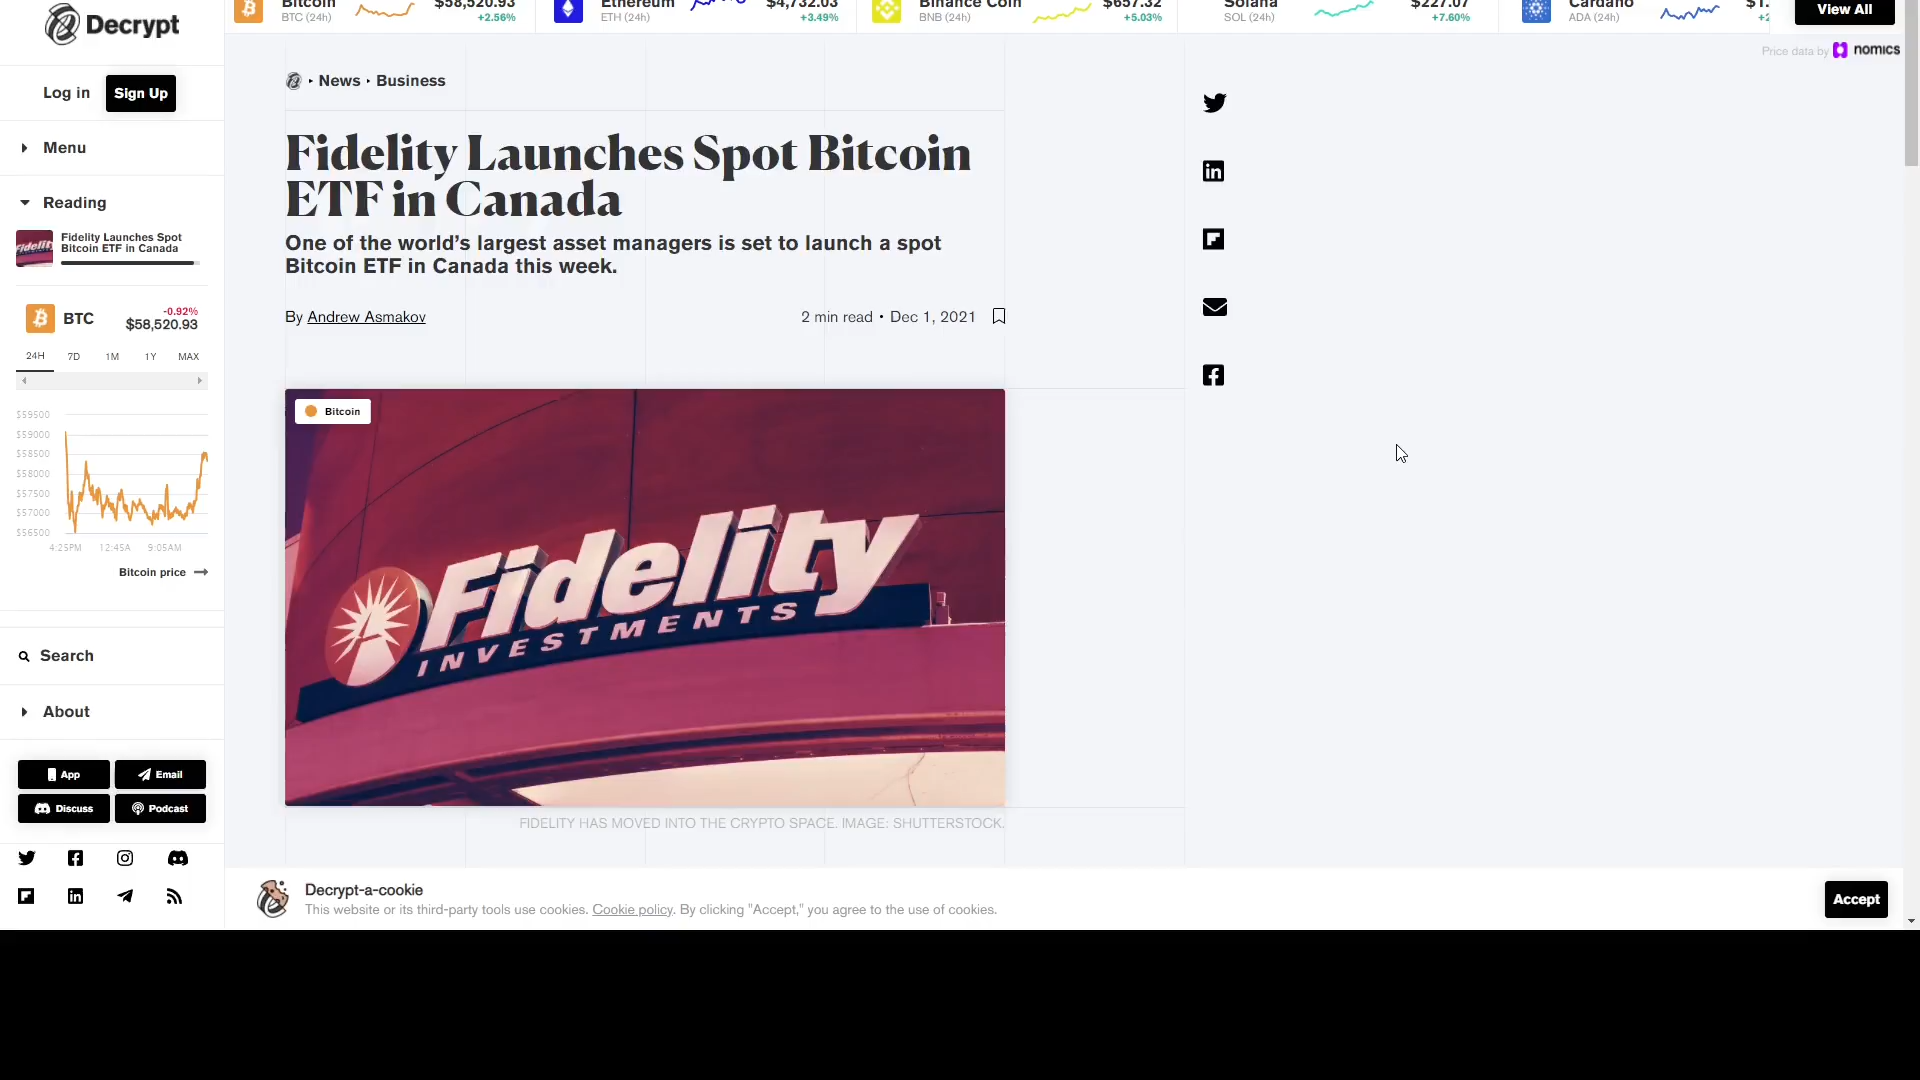 Decrypt
Bitcoin
BTC (24h)
$58,520.93
+2.56%
Ethereum
ETH (24h)
$4,732.03
+3.49%
Binance Coin
BNB (24h)
$657.32
+5.03%
Solana
SOL (24h)
$227.07
+7.60%
Cardano
ADA (24h)
$1.
+2
View All
Price data by nomics
Log in
Sign Up
Menu
Reading
Fidelity Launches Spot
Bitcoin ETF in Canada
BTC
-0.92%
$58,520.93
24H 7D 1M 1Y MAX
$59500
$59000
$58500
$58000
$57500
$57000
$56500
4:25PM 12:45A 9:05AM
Bitcoin price
Search
About
App
Email
Discuss
Podcast
News
Business
Fidelity Launches Spot Bitcoin
ETF in Canada
One of the world’s largest asset managers is set to launch a spot
Bitcoin ETF in Canada this week.
By Andrew Asmakov
2 min read • Dec 1, 2021
Bitcoin
Fidelity
INVESTMENTS
FIDELITY HAS MOVED INTO THE CRYPTO SPACE. IMAGE: SHUTTERSTOCK.
Decrypt-a-cookie
This website or its third-party tools use cookies. Cookie policy. By clicking "Accept," you agree to the use of cookies.
Accept